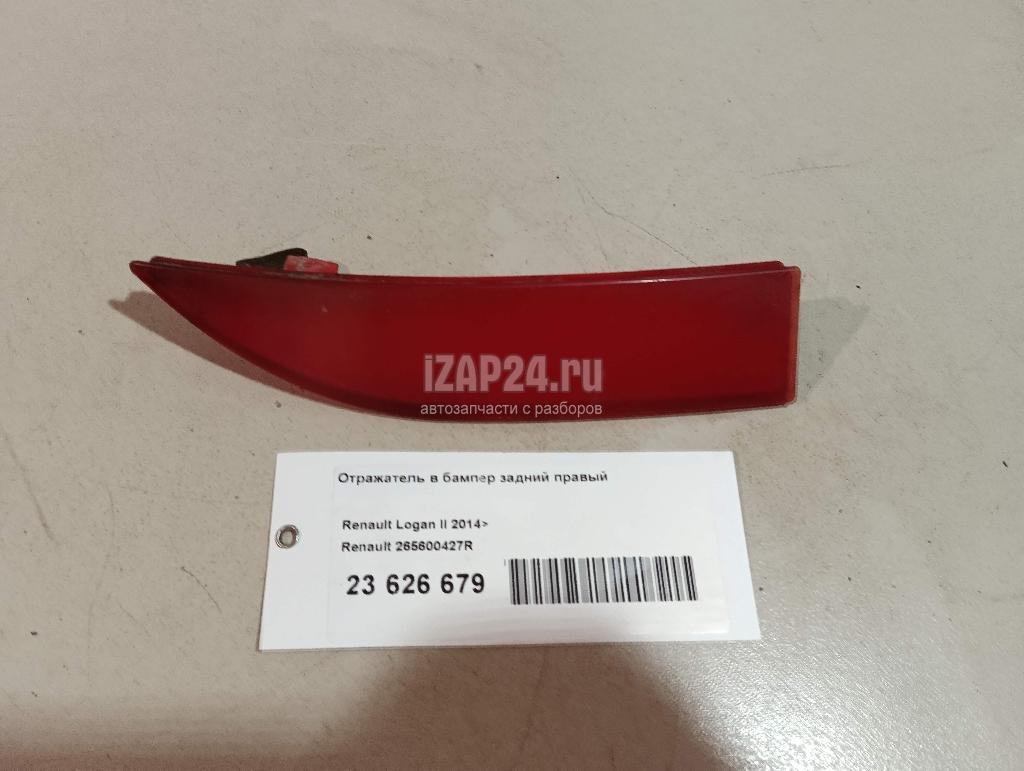 iZAP24.ru
автозапчасти с разборов
Отражатель в бампер задний правый
Renault Logan II 2014>
Renault 265600427R
23 626 679